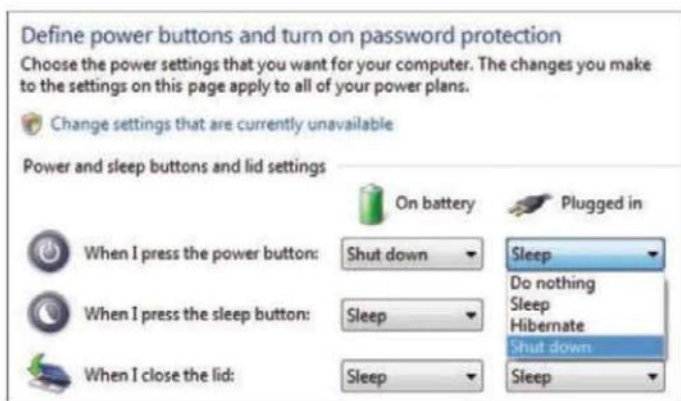 Define power buttons and turn on password protection
Choose the power settings that you want for your computer. The changes you make
to the settings on this page apply to all of your power plans.
Change settings that are currently unavailable
Power and sleep buttons and lid settings
On battery Plugged in
When I press the power button: Shut down Sleep
Do nothing
Sleep
Hibernate
Shut down
When I press the sleep button: Sleep
When I close the lid: Sleep Sleep